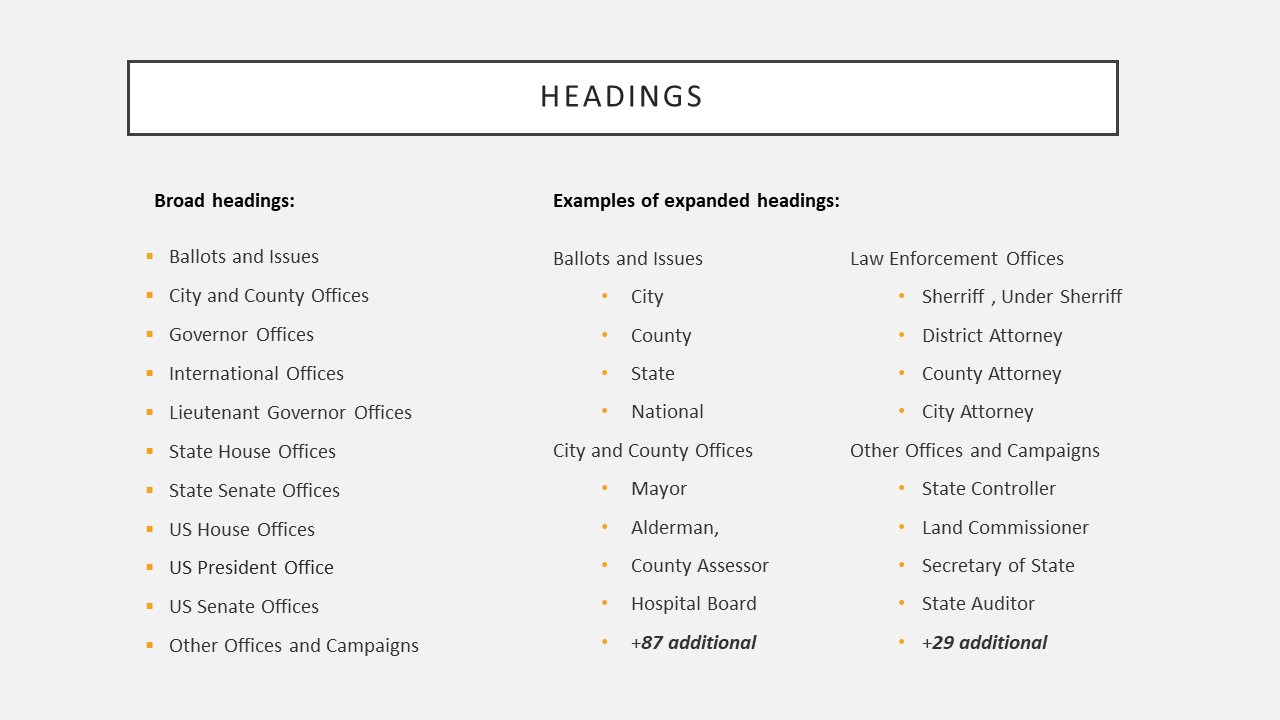 HEADINGS
Broad headings:
Ballots and Issues
City and County Offices
Governor Offices
International Offices
Lieutenant Governor Offices
State House Offices
State Senate Offices
US House Offices
US President Office
US Senate Offices
Other Offices and Campaigns
Examples of expanded headings:
Ballots and Issues
City
County
State
National
City and County Offices
Mayor
Alderman,
County Assessor
Hospital Board
+87 additional
Law Enforcement Offices
Sherriff , Under Sherriff
District Attorney
County Attorney
City Attorney
Other Offices and Campaigns
State Controller
Land Commissioner
Secretary of State
State Auditor
+29 additional